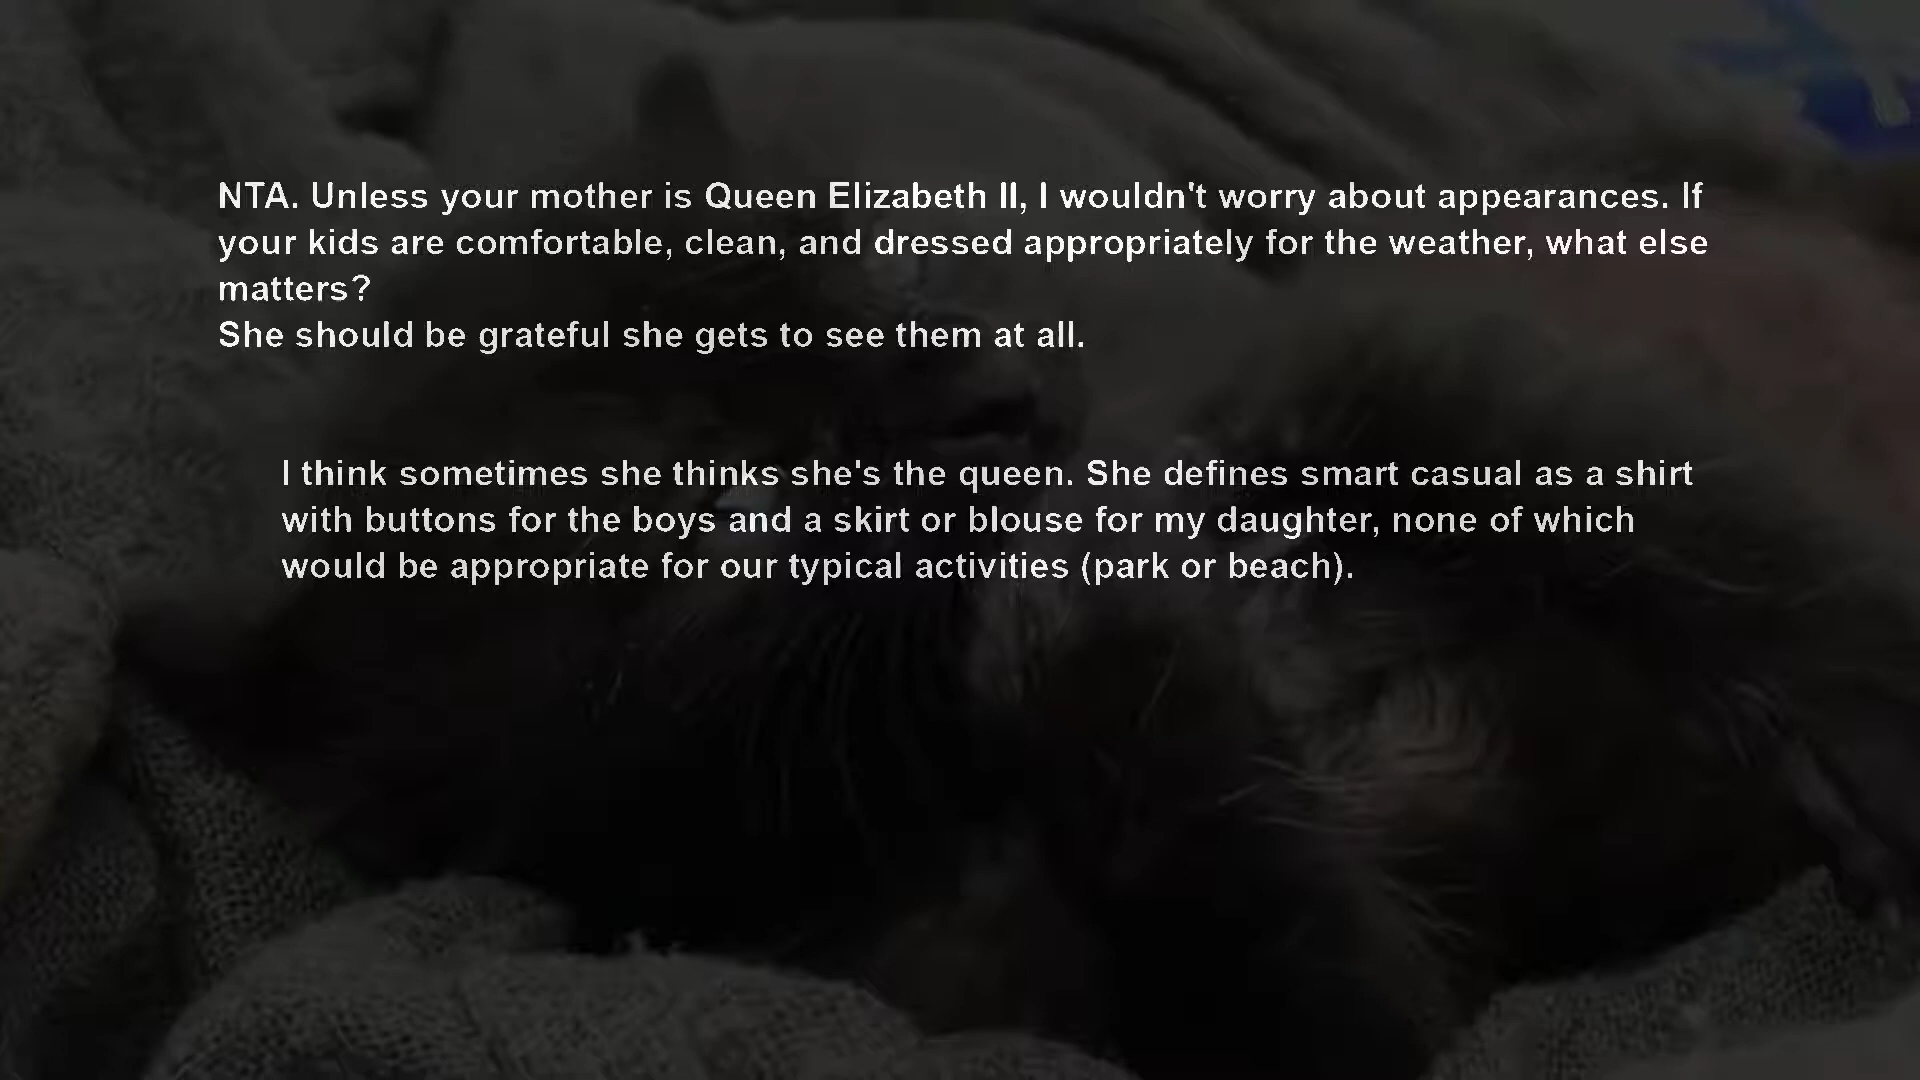 NTA. Unless your mother is Queen Elizabeth II, I wouldn't worry about appearances. If
your kids are comfortable, clean, and dressed appropriately for the weather, what else
matters?
She should be grateful she gets to see them at all.
I think sometimes she thinks she's the queen. She defines smart casual as a shirt
with buttons for the boys and a skirt or blouse for my daughter, none of which
would be appropriate for our typical activities (park or beach).